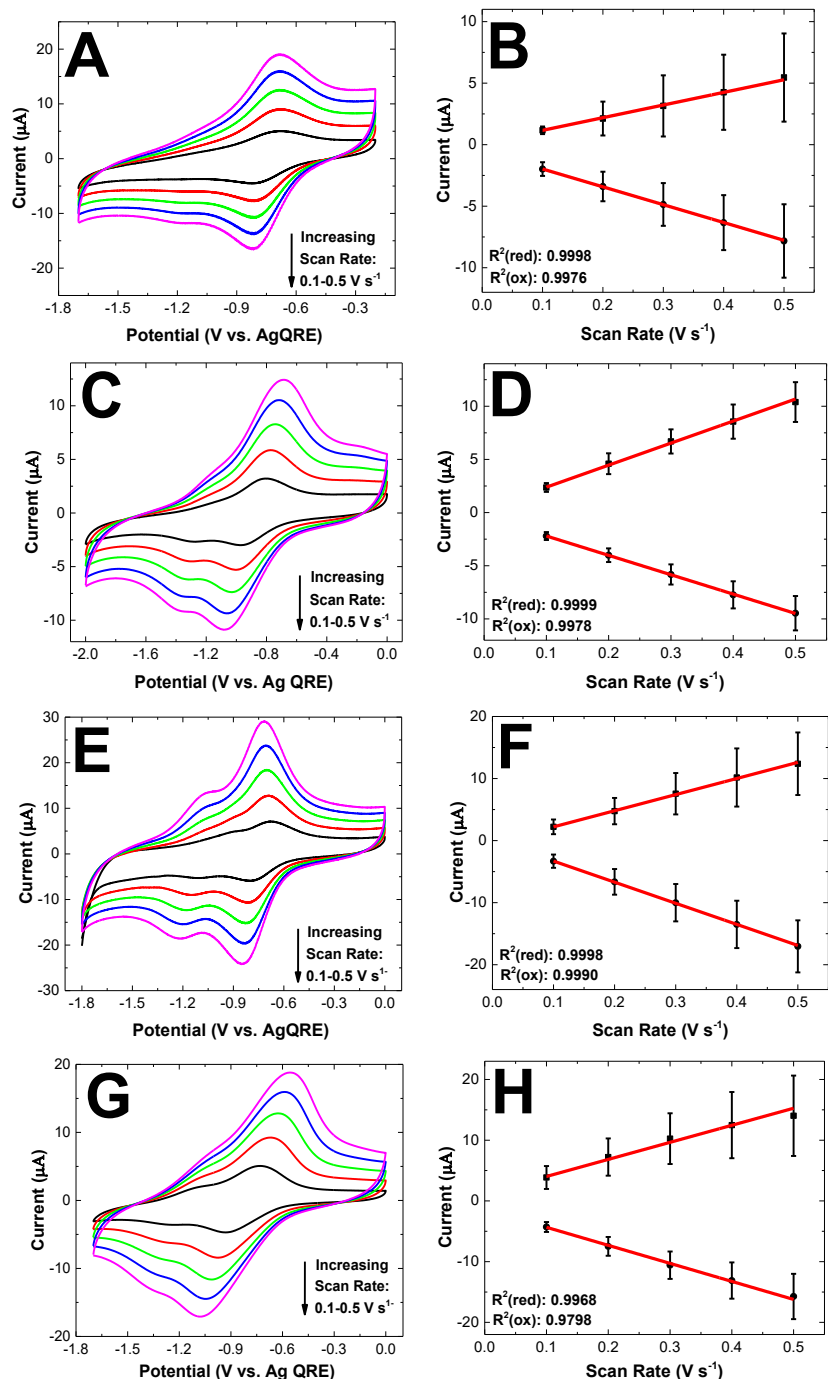 A
Current (µA)
20
10
0
-10
-20
-1.8
-1.5
-1.2
-0.9
-0.6
-0.3
Increasing
Scan Rate:
0.1-0.5 V s⁻¹
Potential (V vs. AgQRE)
B
Current (µA)
10
5
0
-5
-10
R²(red): 0.9998
R²(ox): 0.9976
0.0
0.1
0.2
0.3
0.4
0.5
Scan Rate (V s⁻¹)
C
Current (µA)
10
5
0
-5
-10
Increasing
Scan Rate:
0.1-0.5 V s⁻¹
-2.0
-1.6
-1.2
-0.8
-0.4
0.0
Potential (V vs. Ag QRE)
D
Current (µA)
10
5
0
-5
-10
R²(red): 0.9999
R²(ox): 0.9978
0.0
0.1
0.2
0.3
0.4
0.5
Scan Rate (V s⁻¹)
E
Current (µA)
30
20
10
0
-10
-20
-30
Increasing
Scan Rate:
0.1-0.5 V s¹⁻
-1.8
-1.5
-1.2
-0.9
-0.6
-0.3
0.0
Potential (V vs. AgQRE)
F
Current (µA)
20
10
0
-10
-20
R²(red): 0.9998
R²(ox): 0.9990
0.0
0.1
0.2
0.3
0.4
0.5
Scan Rate (V s⁻¹)
G
Current (µA)
20
10
0
-10
-20
Increasing
Scan Rate:
0.1-0.5 V s¹⁻
-1.8
-1.5
-1.2
-0.9
-0.6
-0.3
0.0
Potential (V vs. Ag QRE)
H
Current (µA)
20
10
0
-10
-20
R²(red): 0.9968
R²(ox): 0.9798
0.0
0.1
0.2
0.3
0.4
0.5
Scan Rate (V s⁻¹)